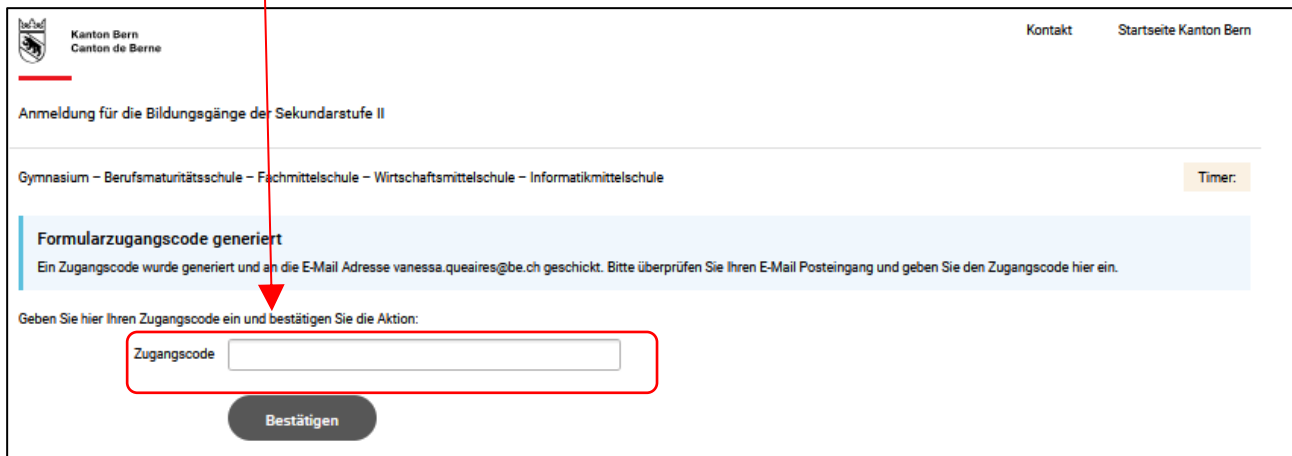 Kanton Bern
Canton de Berne
Kontakt
Startseite Kanton Bern
Anmeldung für die Bildungsgänge der Sekundarstufe II
Gymnasium – Berufsmaturitätsschule – Fachmittelschule – Wirtschaftsmittelschule – Informatikmittelschule
Timer:
Formularzugangscode generiert
Ein Zugangscode wurde generiert und an die E-Mail Adresse vanessa.queaires@be.ch geschickt. Bitte überprüfen Sie Ihren E-Mail Posteingang und geben Sie den Zugangscode hier ein.
Geben Sie hier Ihren Zugangscode ein und bestätigen Sie die Aktion:
Zugangscode
Bestätigen